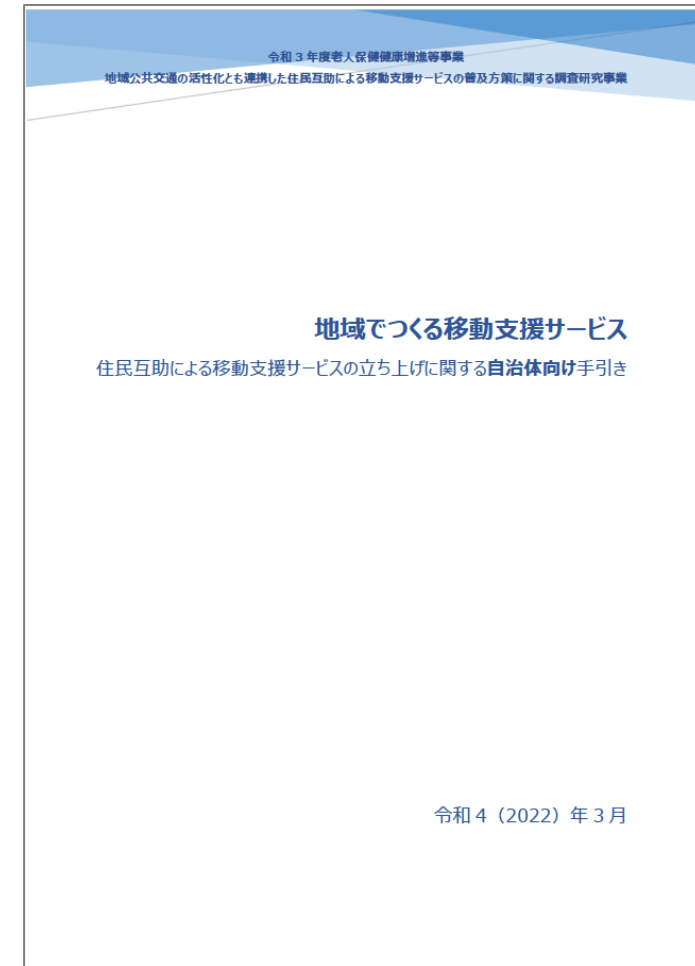 令和３年度老人保健健康増進等事業
地域公共交通の活性化とも連携した住民互助による移動支援サービスの普及方策に関する調査研究事業
地域でつくる移動支援サービス
住民互助による移動支援サービスの立ち上げに関する自治体向け手引き
令和４（2022）年３月